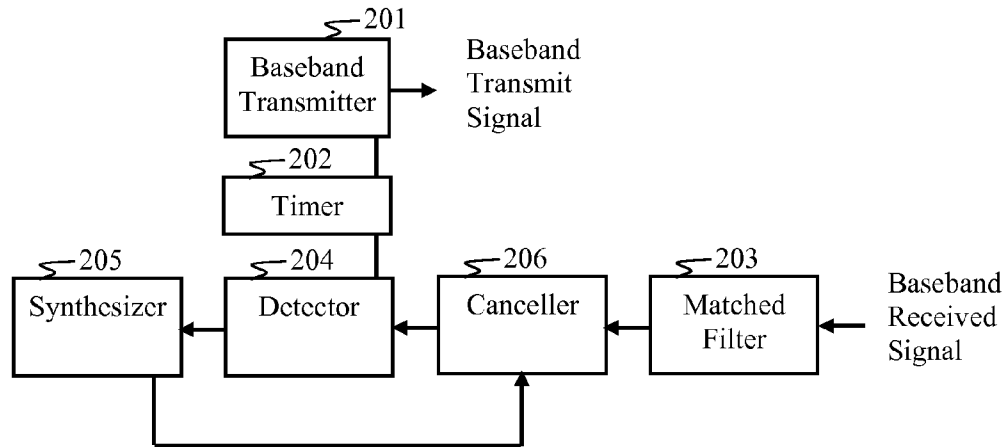 201
Baseband
Transmitter
Baseband
Transmit
Signal
202
Timer
205
Synthesizer
204
Detector
206
Canceller
203
Matched
Filter
Baseband
Received
Signal